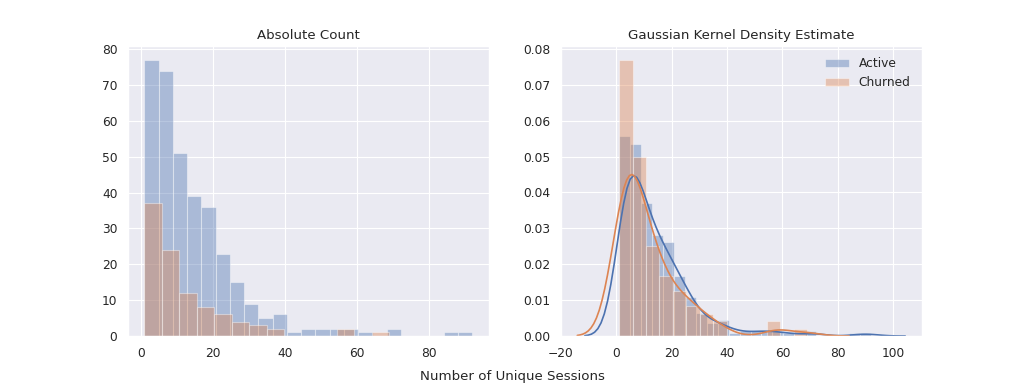 Absolute Count
80
70
60
50
40
30
20
10
0
0 20 40 60 80
Gaussian Kernel Density Estimate
0.08
0.07
0.06
0.05
0.04
0.03
0.02
0.01
0.00
−20 0 20 40 60 80 100
Active
Churned
Number of Unique Sessions